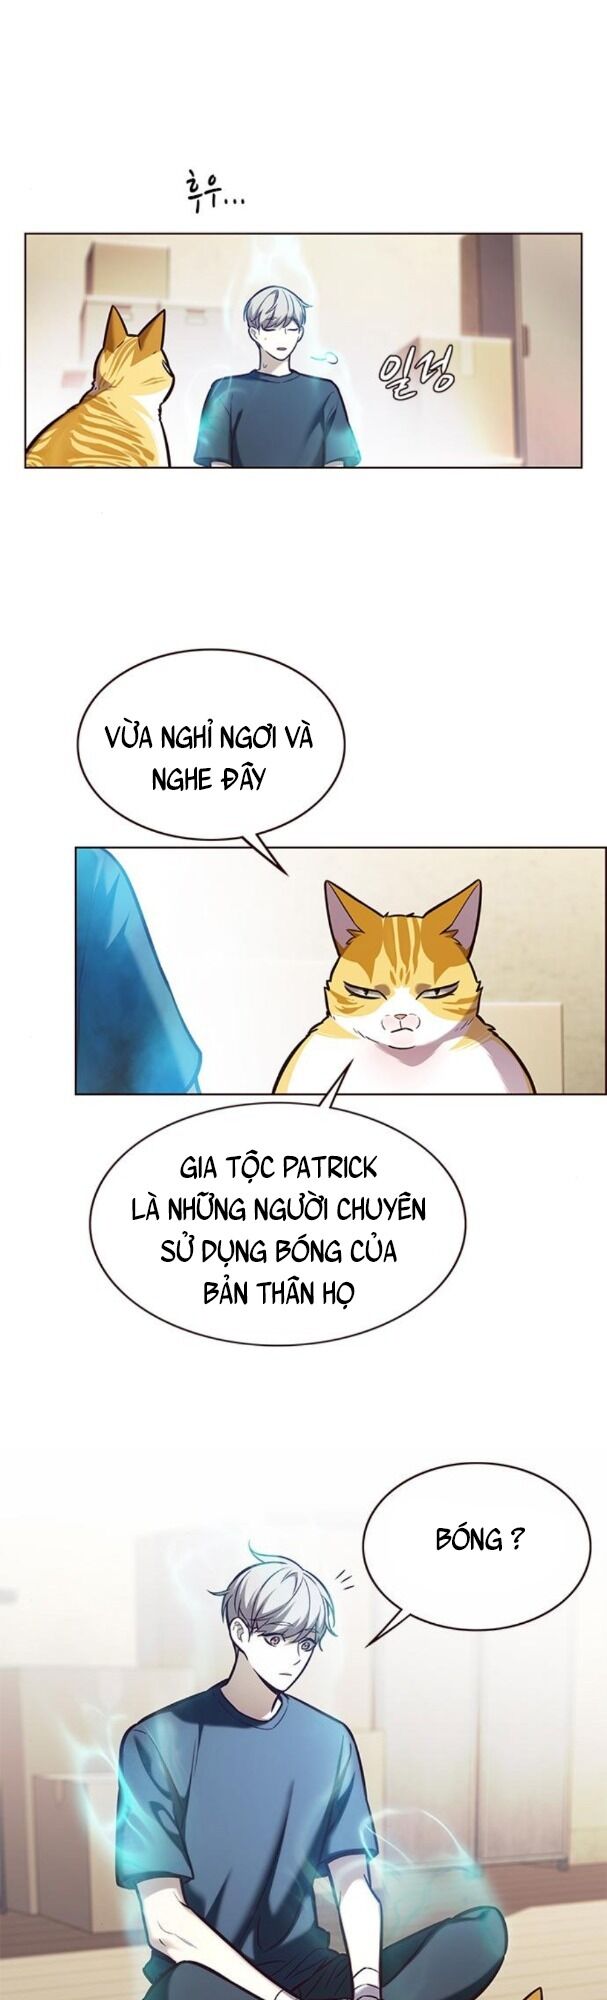 후우...
일렁
VỪA NGHỈ NGƠI VÀ
NGHE ĐÂY
GIA TỘC PATRICK
LÀ NHỮNG NGƯỜI CHUYÊN
SỬ DỤNG BÓNG CỦA
BẢN THÂN HỌ
BÓNG ?